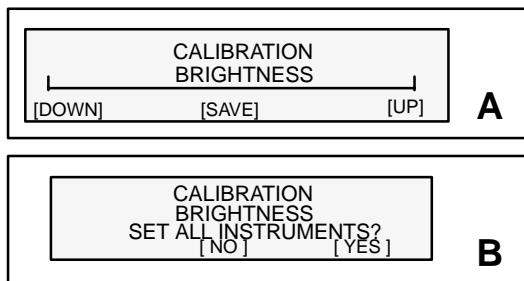 CALIBRATION
BRIGHTNESS
[DOWN] [SAVE] [UP]
A
CALIBRATION
BRIGHTNESS
SET ALL INSTRUMENTS?
[ NO ] [ YES ]
B